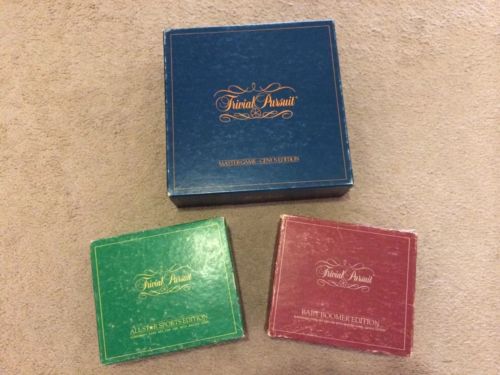 Trivial Pursuit
MASTER GAME - GENUS EDITION
Trivial Pursuit
ALL-STAR SPORTS EDITION
Trivial Pursuit
BABY BOOMER EDITION